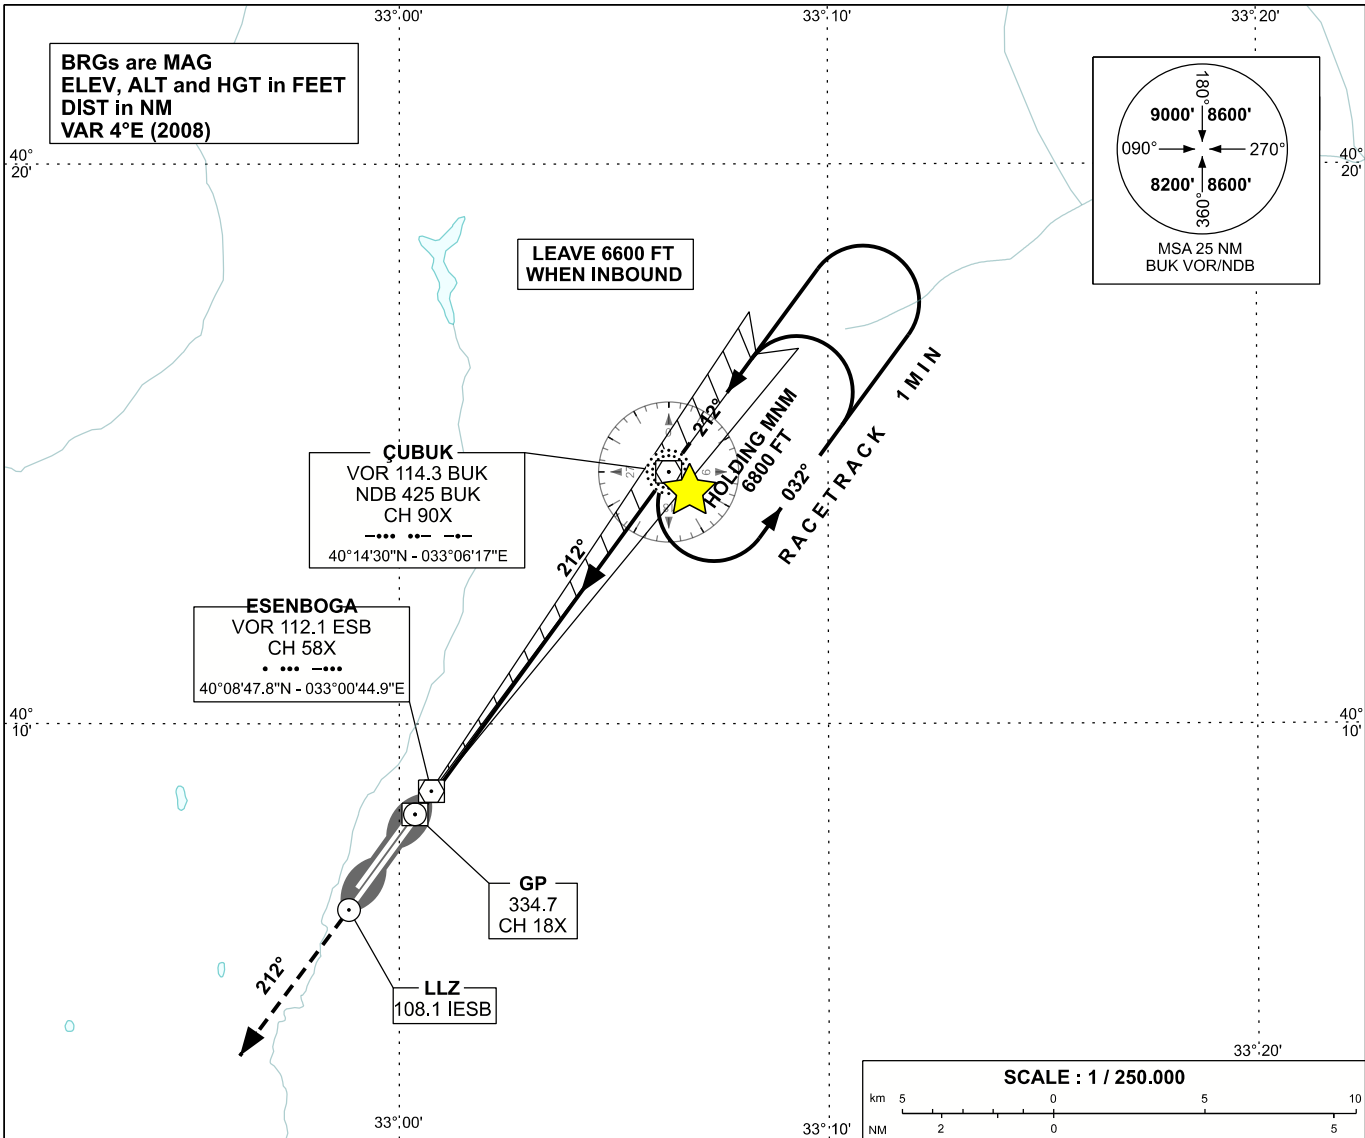 33°00'
33°10'
33°20'
BRGs are MAG
ELEV, ALT and HGT in FEET
DIST in NM
VAR 4°E (2008)
40°
20'
40°
20'
180°
9000' 8600'
090° 270°
8200' 8600'
360°
MSA 25 NM
BUK VOR/NDB
LEAVE 6600 FT
WHEN INBOUND
212°
HOLDING MNM
6800 FT
032°
RACETRACK 1 MIN
27
9
ÇUBUK
VOR 114.3 BUK
NDB 425 BUK
CH 90X
40°14'30"N - 033°06'17"E
212°
ESENBOGA
VOR 112.1 ESB
CH 58X
40°08'47.8"N - 033°00'44.9"E
40°
10'
40°
10'
GP
334.7
CH 18X
LLZ
108.1 IESB
212°
33°20'
33°00'
33°10'
SCALE : 1 / 250.000
km 5 0 5 10
NM 2 0 5